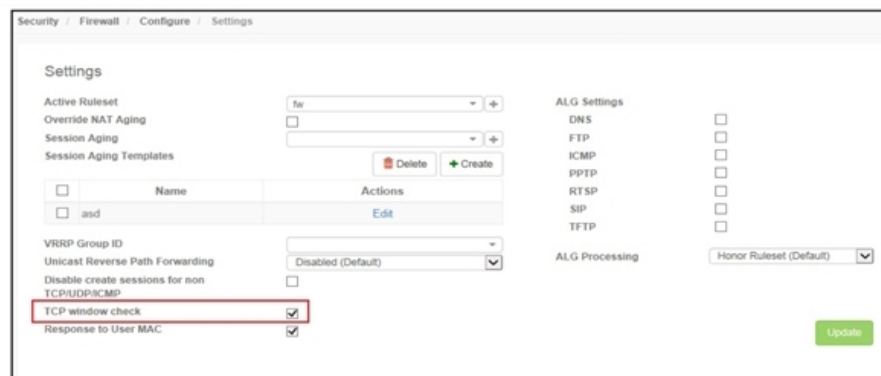 Security / Firewall / Configure / Settings
Settings
Active Ruleset
fw
Override NAT Aging
Session Aging
Session Aging Templates
Delete
Create
Name
Actions
asd
Edit
VRRP Group ID
Unicast Reverse Path Forwarding
Disabled (Default)
Disable create sessions for non
TCP/UDP/ICMP
TCP window check
Response to User MAC
ALG Settings
DNS
FTP
ICMP
PPTP
RTSP
SIP
TFTP
ALG Processing
Honor Ruleset (Default)
Update